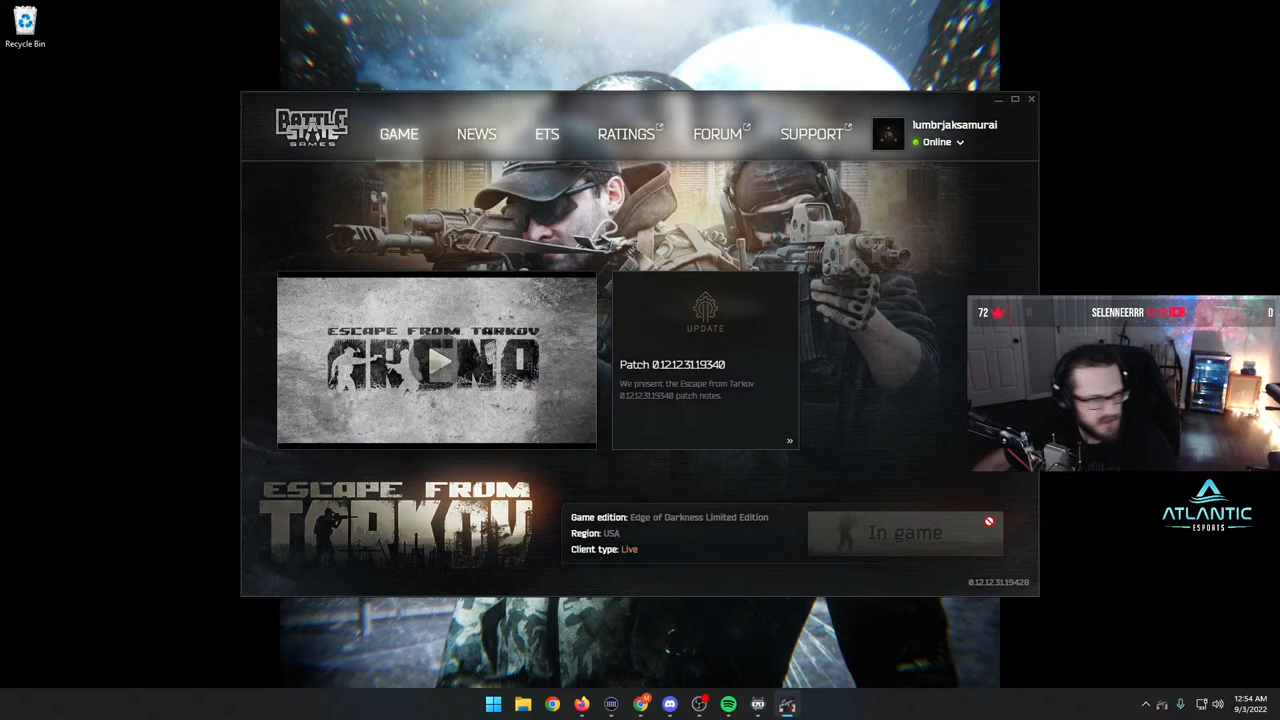 Recycle Bin
BATTLE
STATE
GAMES
GAME
NEWS
ETS
RATINGS
FORUM
SUPPORT
lumbrjaksamurai
Online
ESCAPE FROM TARKOV
ARENA
UPDATE
Patch 0.12.12.31.19340
We present the Escape from Tarkov
0.12.12.31.19340 patch notes.
»
72
SELENNEERRR
0
ATLANTIC
ESPORTS
ESCAPE FROM
TARKOV
Game edition: Edge of Darkness Limited Edition
Region: USA
Client type: Live
In game
0.12.12.31.19428
12:54 AM
9/3/2022